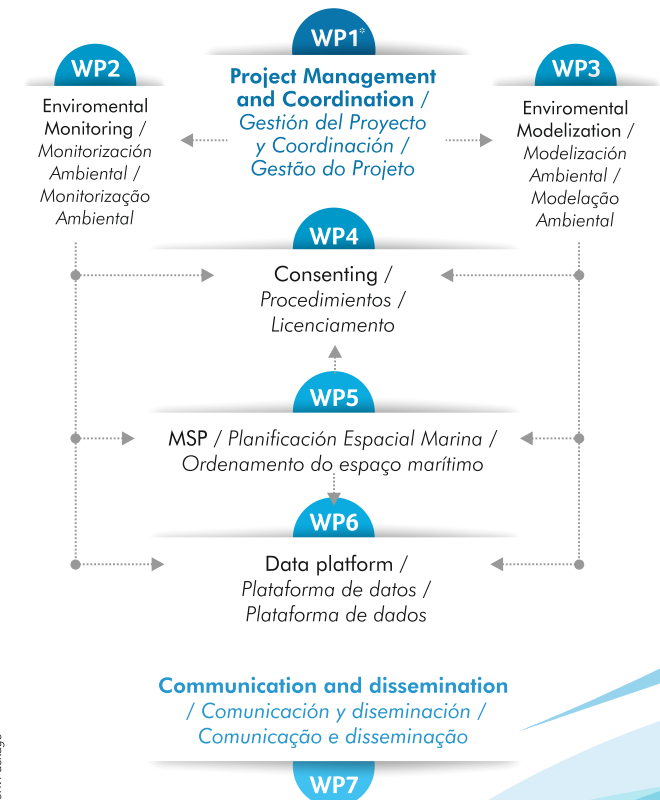 WP1*
Project Management
and Coordination /
Gestión del Proyecto
y Coordinación /
Gestão do Projeto
WP2
Enviromental
Monitoring /
Monitorización
Ambiental /
Monitorização
Ambiental
WP3
Enviromental
Modelization /
Modelización
Ambiental /
Modelação
Ambiental
WP4
Consenting /
Procedimientos /
Licenciamento
WP5
MSP / Planificación Espacial Marina /
Ordenamento do espaço marítimo
WP6
Data platform /
Plataforma de datos /
Plataforma de dados
Communication and dissemination
/ Comunicación y diseminación /
Comunicação e disseminação
WP7